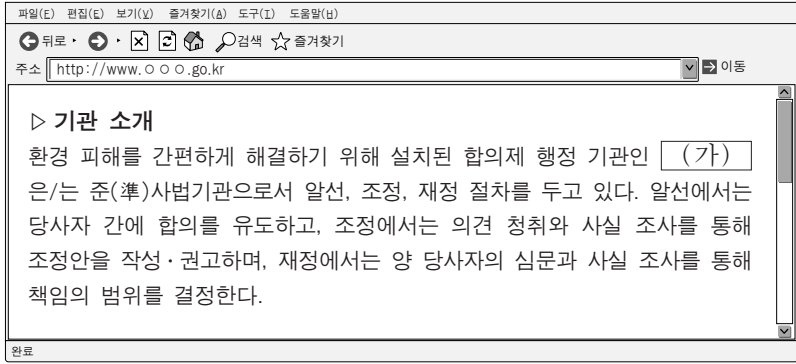 파일(E) 편집(E) 보기(V) 즐겨찾기(A) 도구(I) 도움말(H)
뒤로 · · 검색 즐겨찾기
주소 http://www.○○○.go.kr 이동
▷ 기관 소개
환경 피해를 간편하게 해결하기 위해 설치된 합의제 행정 기관인 (가)
은/는 준(準)사법기관으로서 알선, 조정, 재정 절차를 두고 있다. 알선에서는
당사자 간에 합의를 유도하고, 조정에서는 의견 청취와 사실 조사를 통해
조정안을 작성·권고하며, 재정에서는 양 당사자의 심문과 사실 조사를 통해
책임의 범위를 결정한다.
완료